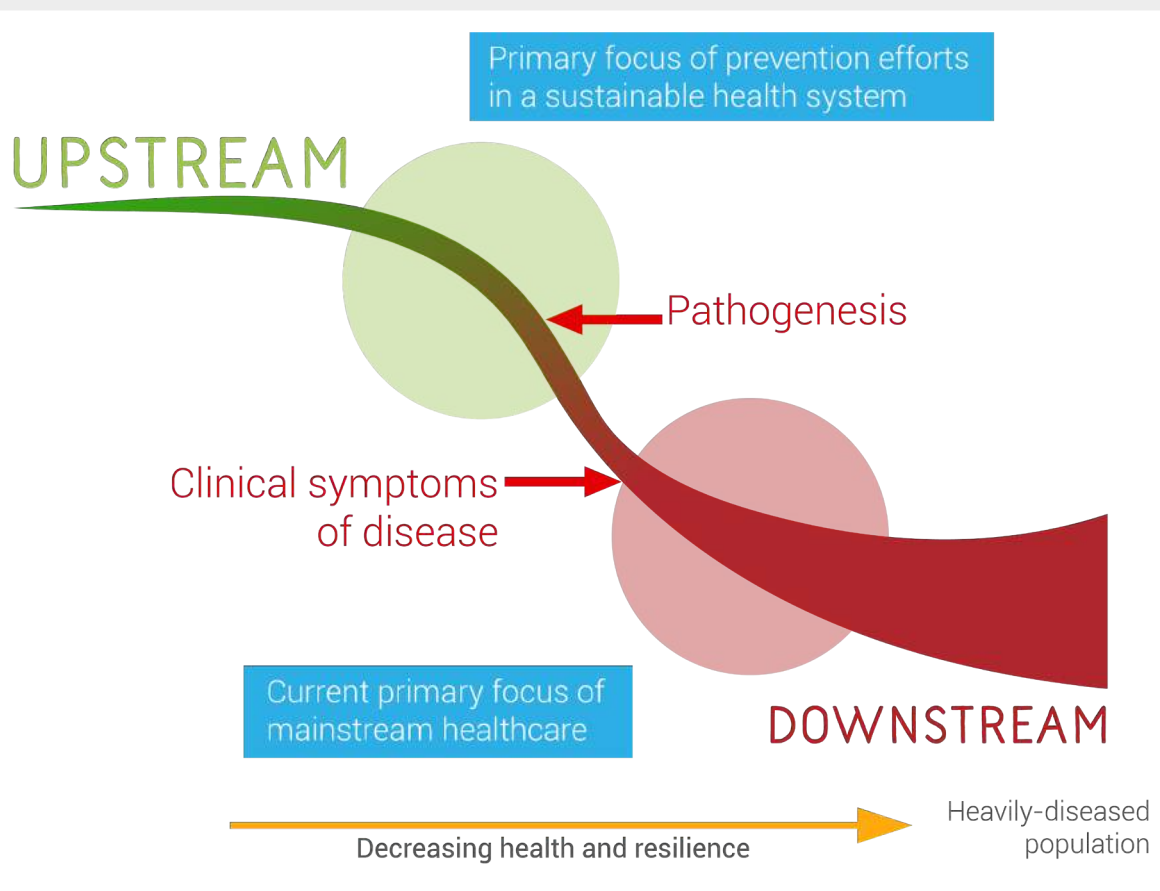 Primary focus of prevention efforts
in a sustainable health system
UPSTREAM
Pathogenesis
Clinical symptoms
of disease
Current primary focus of
mainstream healthcare
DOWNSTREAM
Decreasing health and resilience
Heavily-diseased
population